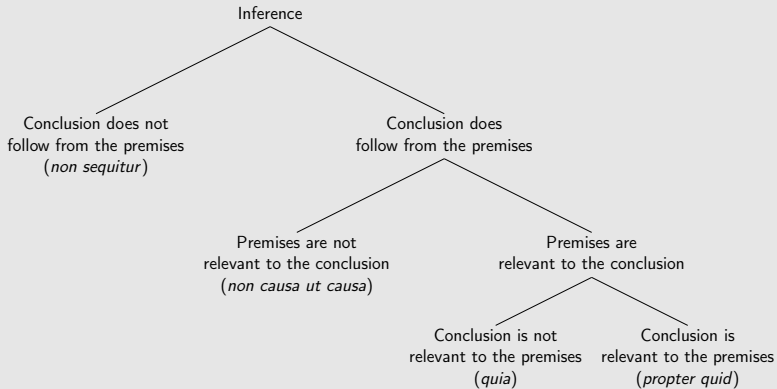 Inference
Conclusion does not
follow from the premises
(non sequitur)
Conclusion does
follow from the premises
Premises are not
relevant to the conclusion
(non causa ut causa)
Premises are
relevant to the conclusion
Conclusion is not
relevant to the premises
(quia)
Conclusion is
relevant to the premises
(propter quid)